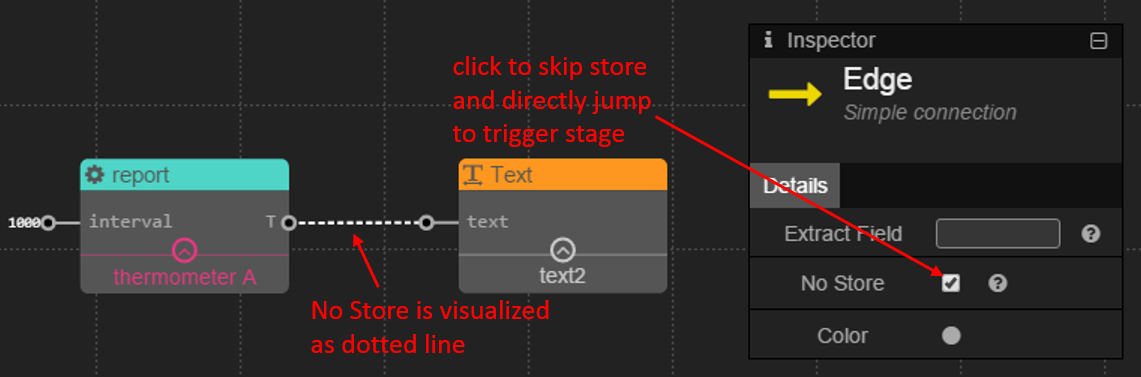 click to skip store
and directly jump
to trigger stage
report
1000
interval
T
thermometer A
Text
text
text2
No Store is visualized
as dotted line
Inspector
Edge
Simple connection
Details
Extract Field
?
No Store
?
Color